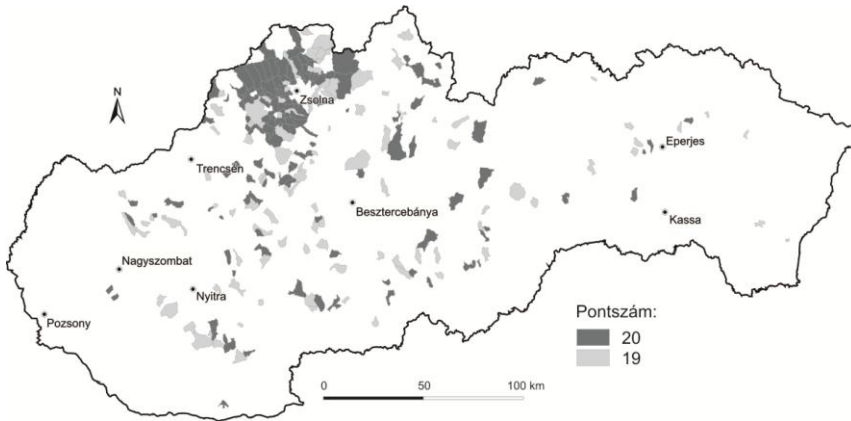 N
Zsolna
Trencsén
Eperjes
Besztercebánya
Kassa
Nagyszombat
Nyitra
Pozsony
Pontszám:
20
19
0 50 100 km